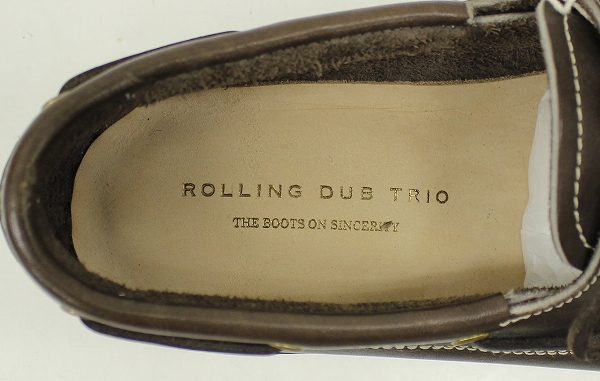 ROLLING DUB TRIO
THE BOOTS ON SINCERITY